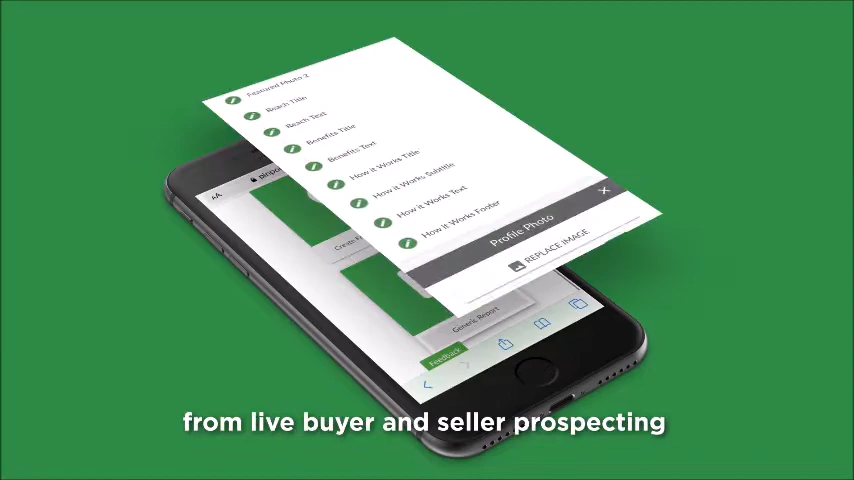 Featured Photo 2
Reach Title
Reach Text
Benefits Title
Benefits Text
How it Works Title
How it Works Subtitle
How it Works Text
How it Works Footer
Profile Photo
REPLACE IMAGE
AA
Generic Report
Feedback
from live buyer and seller prospecting